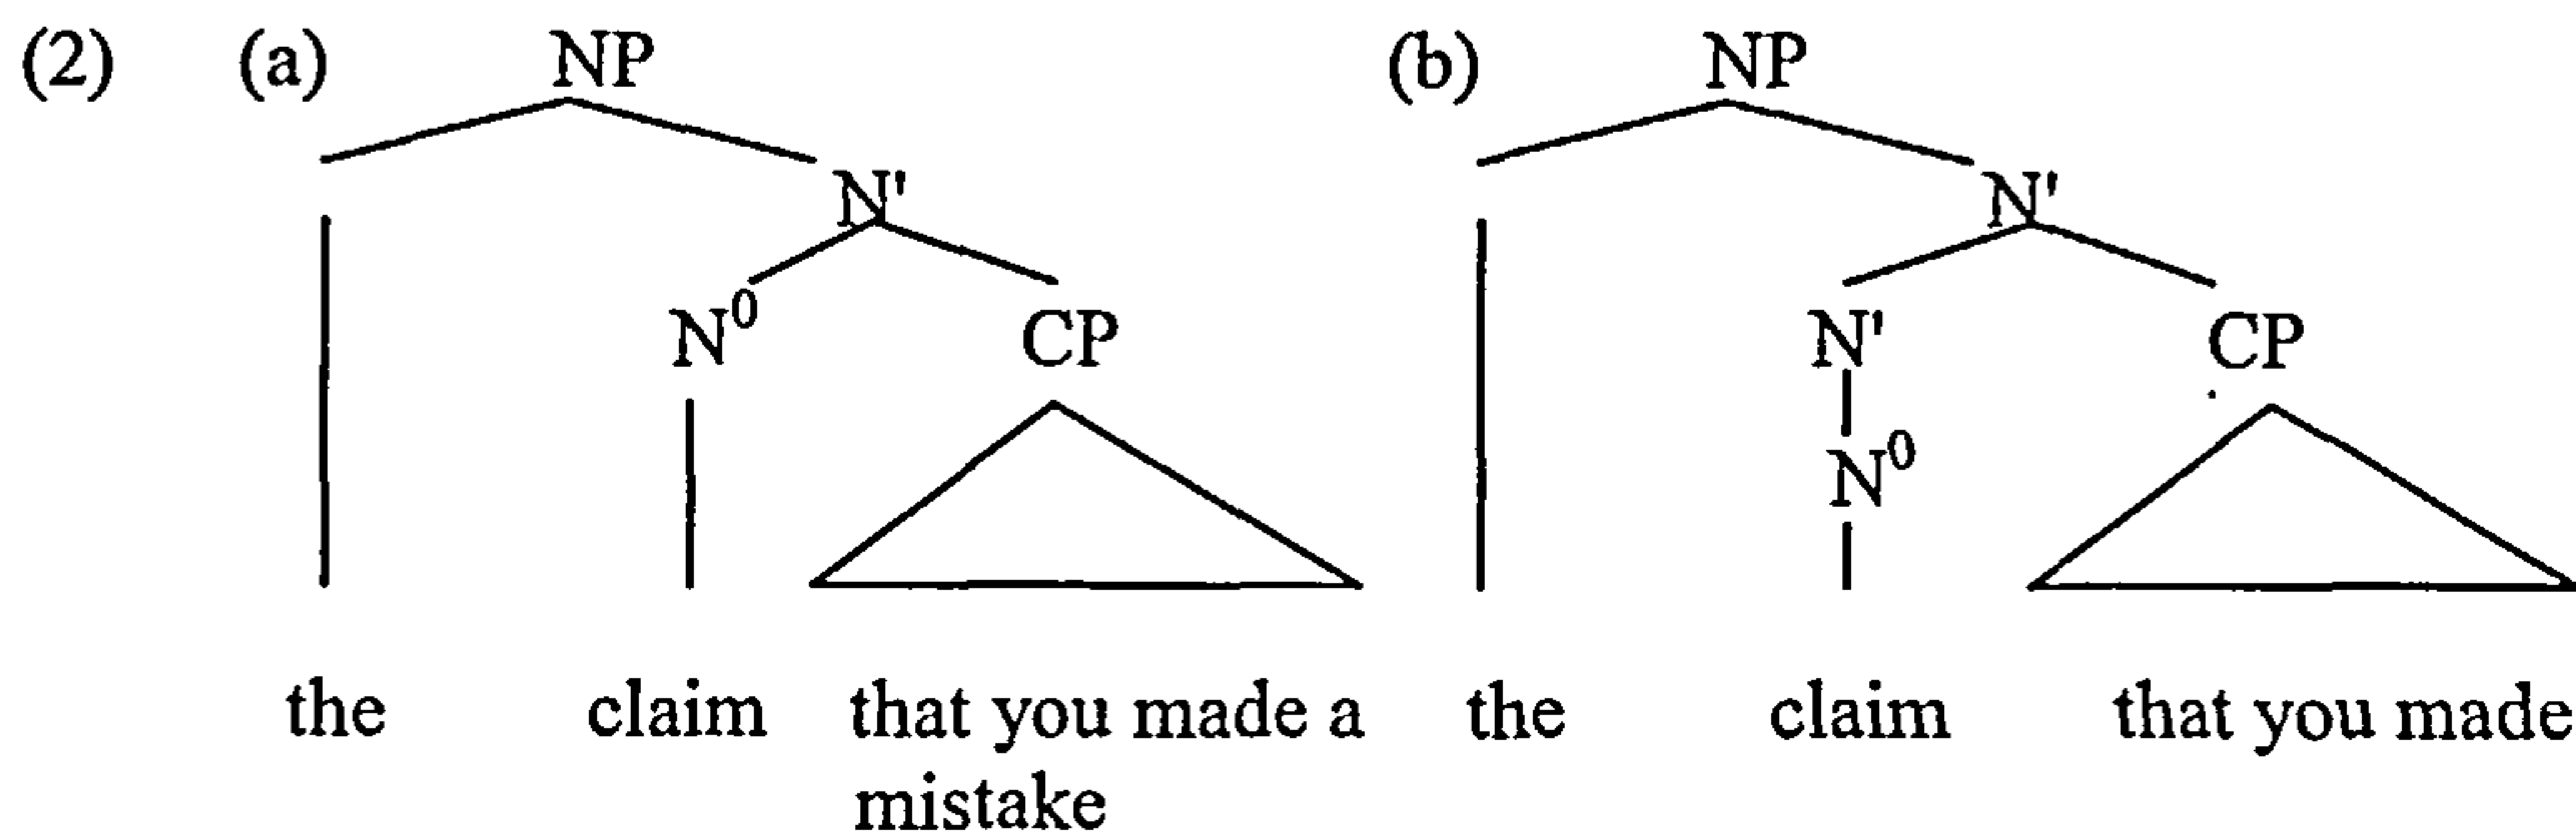 (2) (a) NP (b) NP
N' N'
N⁰ CP N' CP
N⁰
the claim that you made a the claim that you made
mistake